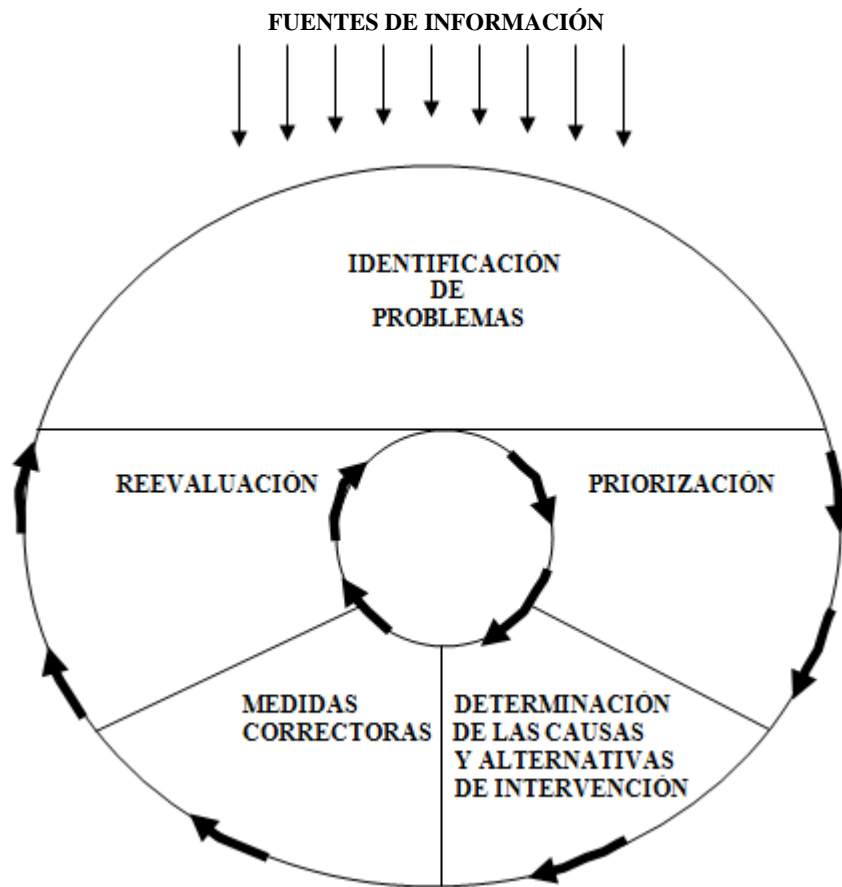 FUENTES DE INFORMACIÓN
IDENTIFICACIÓN
DE
PROBLEMAS
REEVALUACIÓN
PRIORIZACIÓN
MEDIDAS
CORRECTORAS
DETERMINACIÓN
DE LAS CAUSAS
Y ALTERNATIVAS
DE INTERVENCIÓN